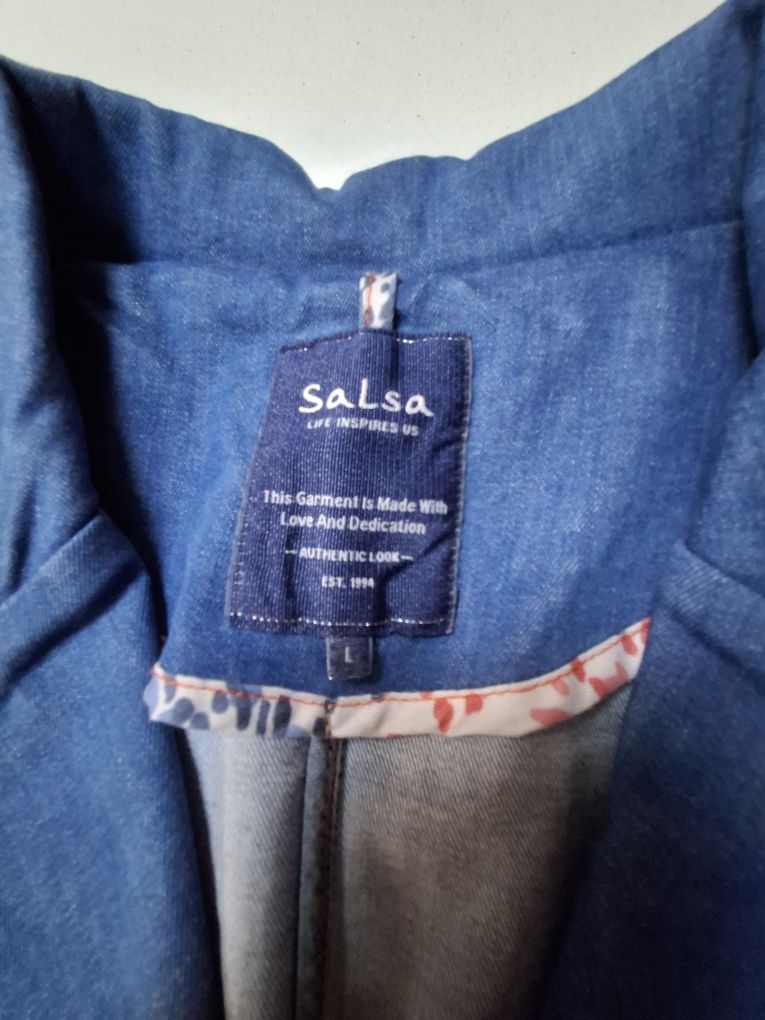 SaLsa
LIFE INSPIRES US
This Garment Is Made With
Love And Dedication
— AUTHENTIC LOOK —
EST. 1994
L